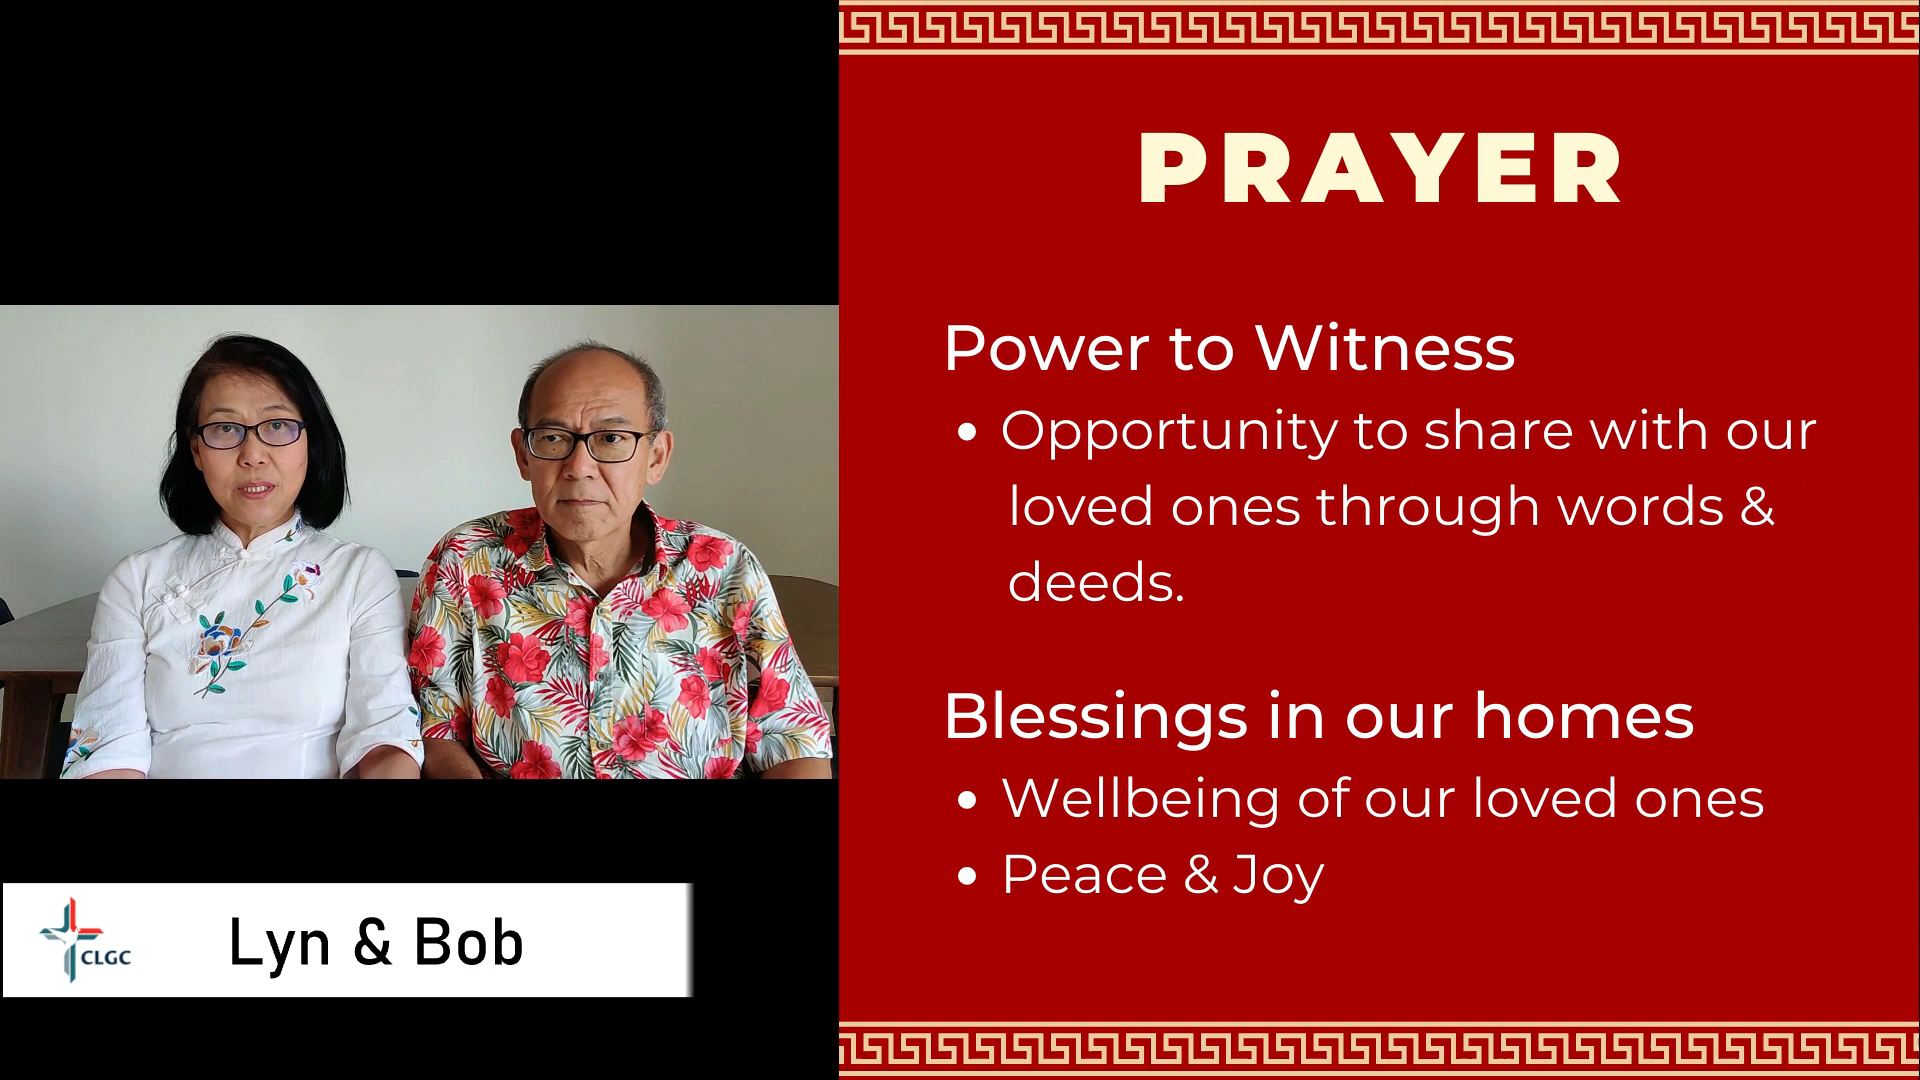 PRAYER
Power to Witness
• Opportunity to share with our
loved ones through words &
deeds.
Blessings in our homes
• Wellbeing of our loved ones
• Peace & Joy
CLGC
Lyn & Bob